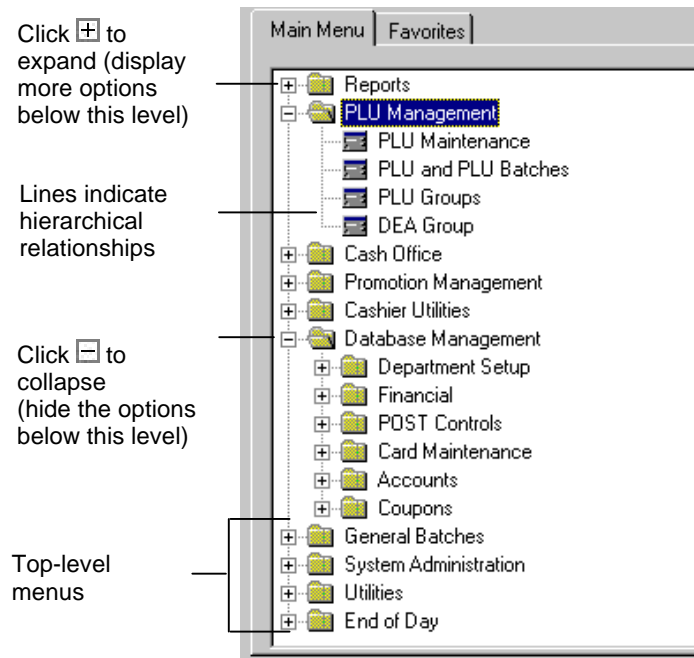 Click + to
expand (display
more options
below this level)
Lines indicate
hierarchical
relationships
Click - to
collapse
(hide the options
below this level)
Top-level
menus
Main Menu
Favorites
Reports
PLU Management
PLU Maintenance
PLU and PLU Batches
PLU Groups
DEA Group
Cash Office
Promotion Management
Cashier Utilities
Database Management
Department Setup
Financial
POST Controls
Card Maintenance
Accounts
Coupons
General Batches
System Administration
Utilities
End of Day